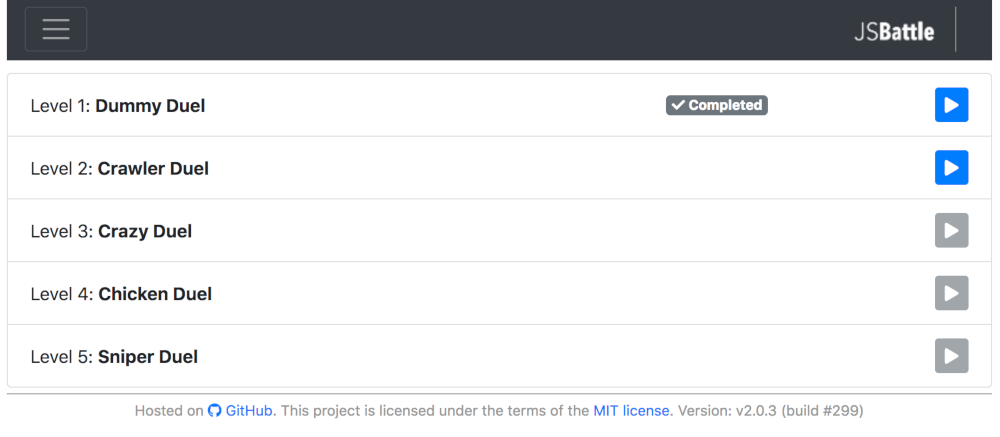 JSBattle
Level 1: Dummy Duel
Completed
Level 2: Crawler Duel
Level 3: Crazy Duel
Level 4: Chicken Duel
Level 5: Sniper Duel
Hosted on GitHub. This project is licensed under the terms of the MIT license. Version: v2.0.3 (build #299)